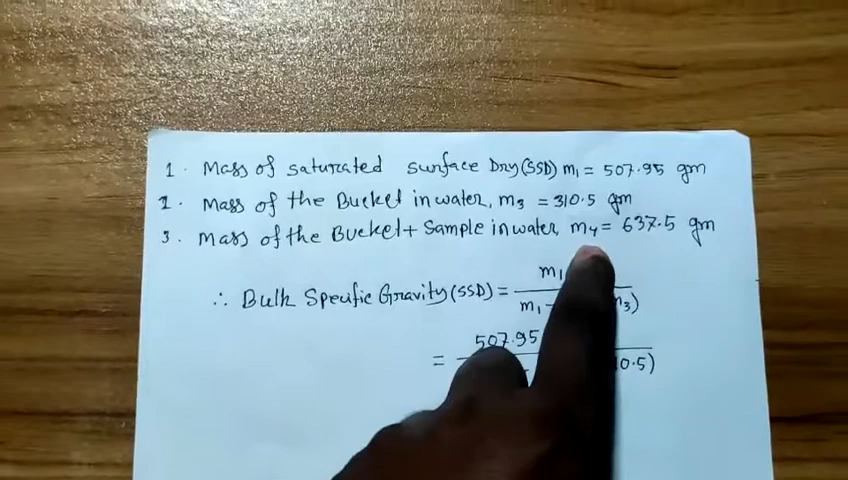 1. Mass of saturated surface Dry(SSD) m₁ = 507.95 gm
2. Mass of the Bucket in water, m₃ = 310.5 gm
3. Mass of the Bucket + Sample in water, m₄ = 637.5 gm
∴ Bulk Specific Gravity (SSD) = m₁
m₁ - m₃)
= 507.95
0.5)